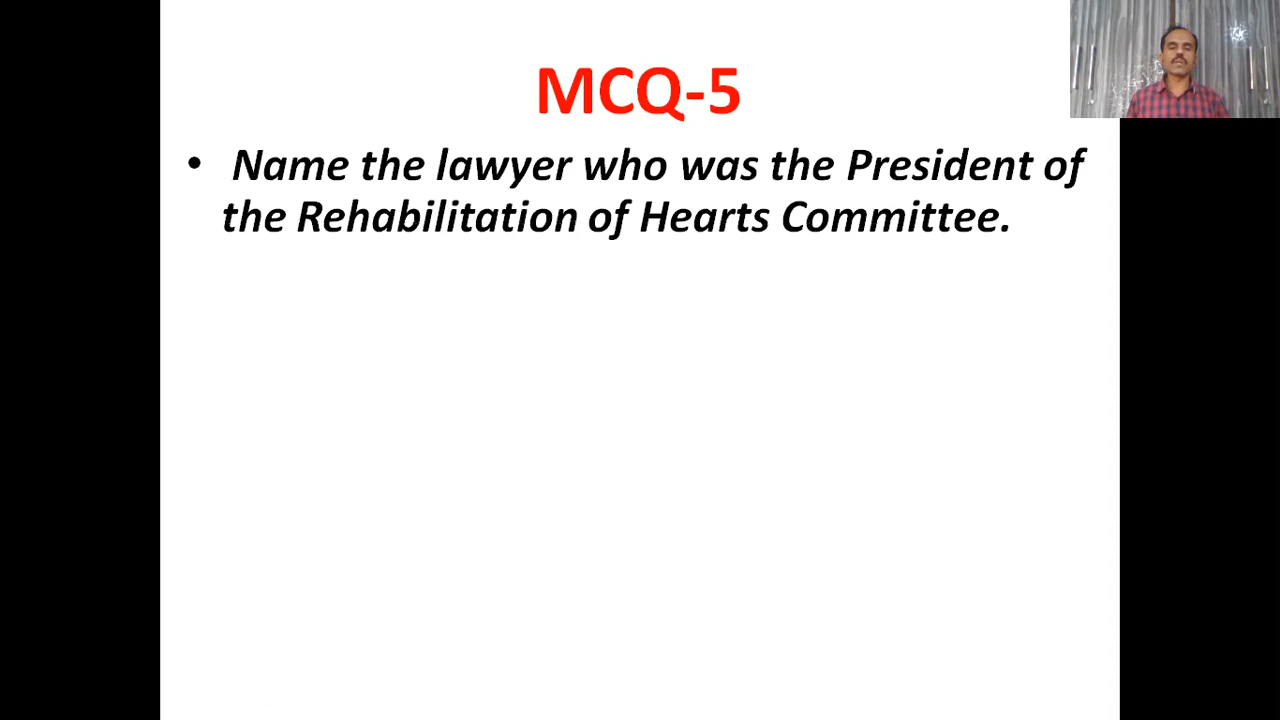 MCQ-5
• Name the lawyer who was the President of
the Rehabilitation of Hearts Committee.